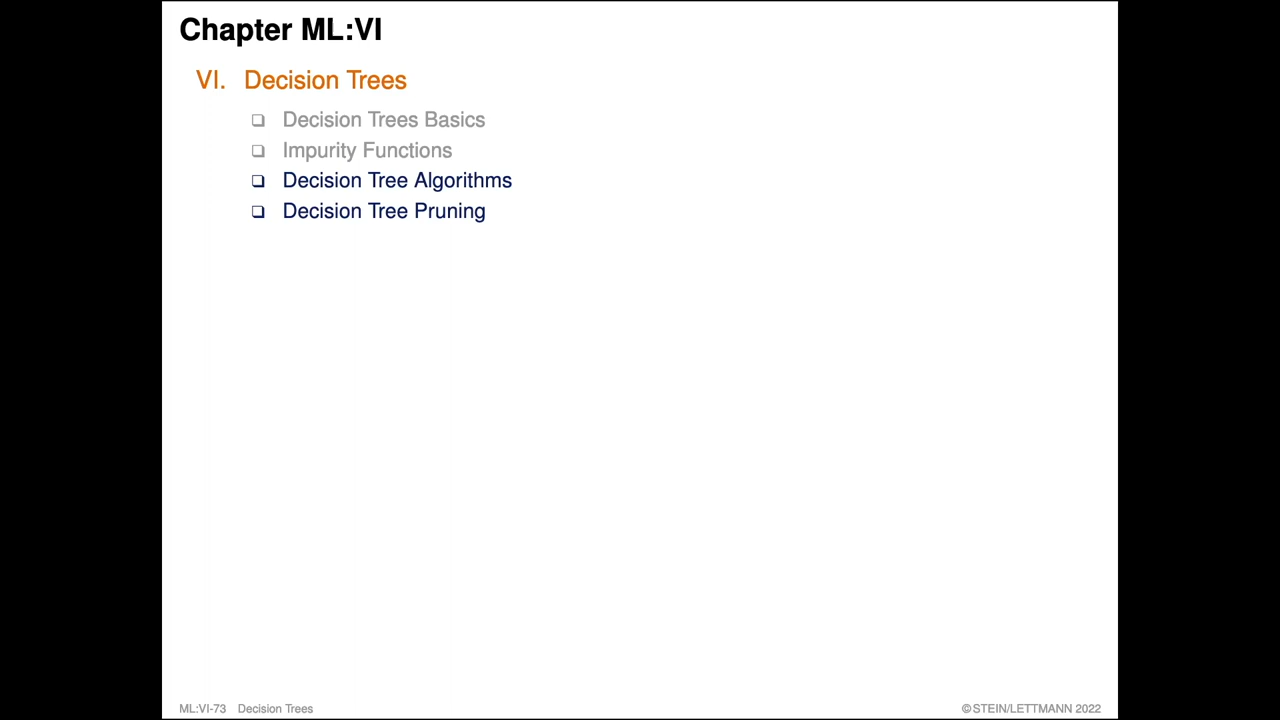 Chapter ML:VI
VI. Decision Trees
❑ Decision Trees Basics
❑ Impurity Functions
❑ Decision Tree Algorithms
❑ Decision Tree Pruning
ML:VI-73 Decision Trees
©STEIN/LETTMANN 2022